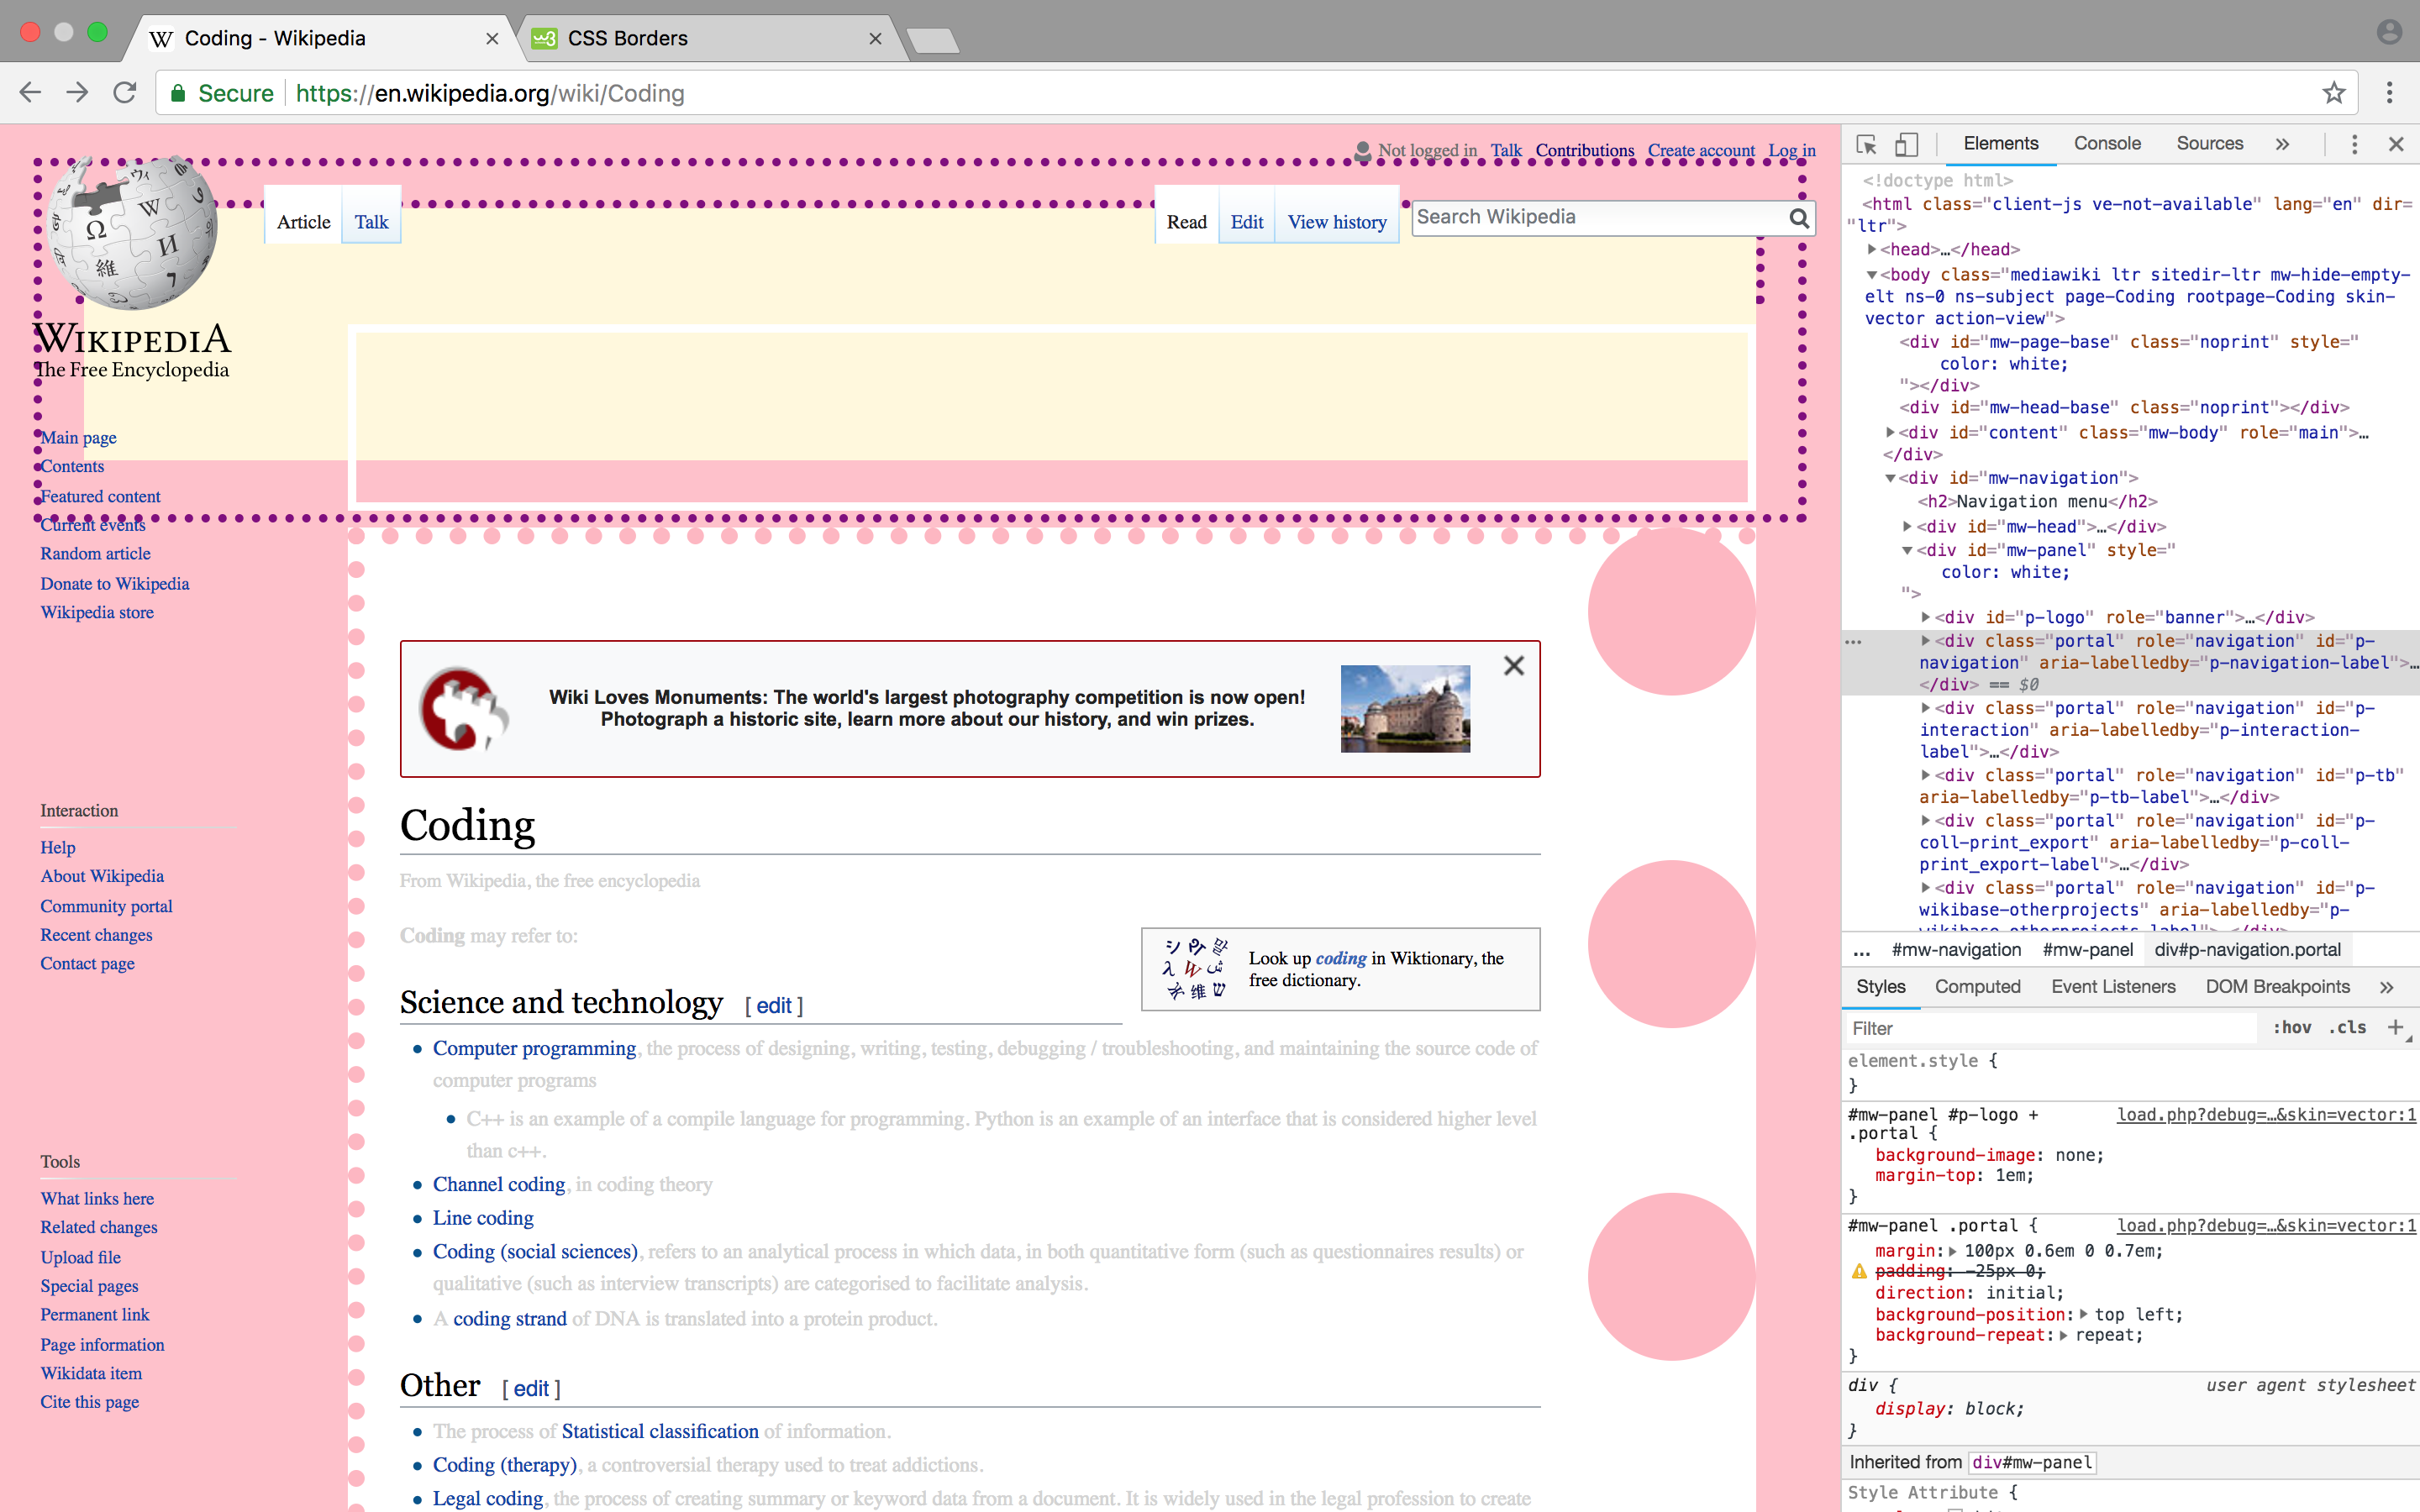 Coding - Wikipedia
CSS Borders
Secure
https://en.wikipedia.org/wiki/Coding
Not logged in Talk Contributions Create account Log in
Article Talk
Read Edit View history
Search Wikipedia
WIKIPEDIA
The Free Encyclopedia
Main page
Contents
Featured content
Current events
Random article
Donate to Wikipedia
Wikipedia store
Interaction
Help
About Wikipedia
Community portal
Recent changes
Contact page
Tools
What links here
Related changes
Upload file
Special pages
Permanent link
Page information
Wikidata item
Cite this page
Wiki Loves Monuments: The world's largest photography competition is now open!
Photograph a historic site, learn more about our history, and win prizes.
Coding
From Wikipedia, the free encyclopedia
Coding may refer to:
Look up coding in Wiktionary, the
free dictionary.
Science and technology [ edit ]
Computer programming, the process of designing, writing, testing, debugging / troubleshooting, and maintaining the source code of
computer programs
C++ is an example of a compile language for programming. Python is an example of an interface that is considered higher level
than c++.
Channel coding, in coding theory
Line coding
Coding (social sciences), refers to an analytical process in which data, in both quantitative form (such as questionnaires results) or
qualitative (such as interview transcripts) are categorised to facilitate analysis.
A coding strand of DNA is translated into a protein product.
Other [ edit ]
The process of Statistical classification of information.
Coding (therapy), a controversial therapy used to treat addictions.
Legal coding, the process of creating summary or keyword data from a document. It is widely used in the legal profession to create
Elements Console Sources »
<!doctype html>
<html class="client-js ve-not-available" lang="en" dir=
"ltr">
<head>…</head>
<body class="mediawiki ltr sitedir-ltr mw-hide-empty-
elt ns-0 ns-subject page-Coding rootpage-Coding skin-
vector action-view">
<div id="mw-page-base" class="noprint" style="
color: white;
"></div>
<div id="mw-head-base" class="noprint"></div>
<div id="content" class="mw-body" role="main">…
</div>
<div id="mw-navigation">
<h2>Navigation menu</h2>
<div id="mw-head">…</div>
<div id="mw-panel" style="
color: white;
">
<div id="p-logo" role="banner">…</div>
<div class="portal" role="navigation" id="p-
navigation" aria-labelledby="p-navigation-label">…
</div> == $0
<div class="portal" role="navigation" id="p-
interaction" aria-labelledby="p-interaction-
label">…</div>
<div class="portal" role="navigation" id="p-tb"
aria-labelledby="p-tb-label">…</div>
<div class="portal" role="navigation" id="p-
coll-print_export" aria-labelledby="p-coll-
print_export-label">…</div>
<div class="portal" role="navigation" id="p-
wikibase-otherprojects" aria-labelledby="p-
wikibase-otherprojects-label">…</div>
... #mw-navigation #mw-panel div#p-navigation.portal
Styles Computed Event Listeners DOM Breakpoints »
Filter :hov .cls +
element.style {
}
#mw-panel #p-logo + load.php?debug=…&skin=vector:1
.portal {
background-image: none;
margin-top: 1em;
}
#mw-panel .portal { load.php?debug=…&skin=vector:1
margin: 100px 0.6em 0 0.7em;
padding: -25px 0;
direction: initial;
background-position: top left;
background-repeat: repeat;
}
div { user agent stylesheet
display: block;
}
Inherited from div#mw-panel
Style Attribute {